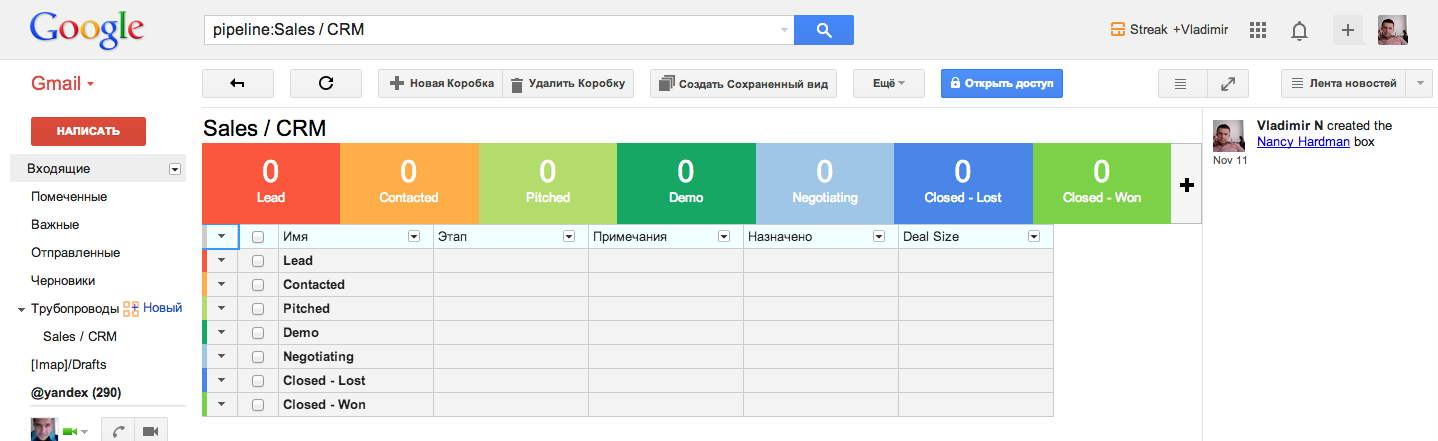 Google
pipeline:Sales / CRM
Streak +Vladimir
Gmail
Новая Коробка
Удалить Коробку
Создать Сохраненный вид
Ещё
Открыть доступ
Лента новостей
НАПИСАТЬ
Входящие
Помеченные
Важные
Отправленные
Черновики
Трубопроводы Новый
Sales / CRM
[Imap]/Drafts
@yandex (290)
Sales / CRM
0 0 0 0 0 0 0
Lead Contacted Pitched Demo Negotiating Closed - Lost Closed - Won
Имя Этап Примечания Назначено Deal Size
Lead
Contacted
Pitched
Demo
Negotiating
Closed - Lost
Closed - Won
Vladimir N created the
Nancy Hardman box
Nov 11